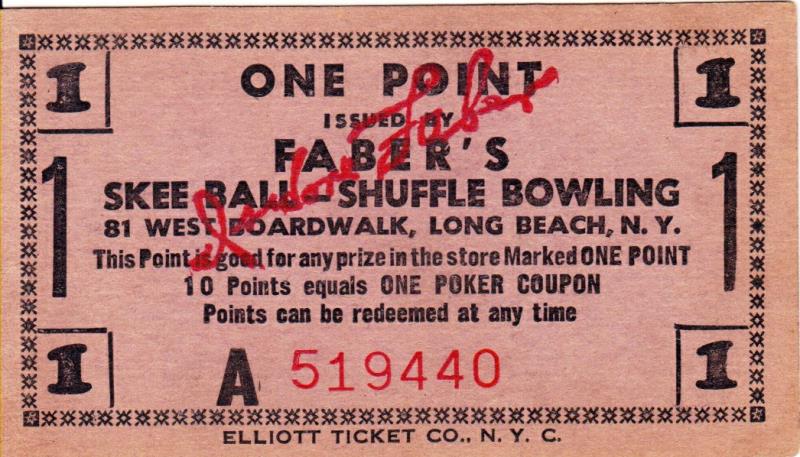 1 ONE POINT 1
ISSUED BY
FABER'S
1 SKEE BALL - SHUFFLE BOWLING 1
81 WEST BOARDWALK, LONG BEACH, N. Y.
This Point is good for any prize in the store Marked ONE POINT
10 Points equals ONE POKER COUPON
Points can be redeemed at any time
1 A 519440 1
ELLIOTT TICKET CO., N. Y. C.
Faber